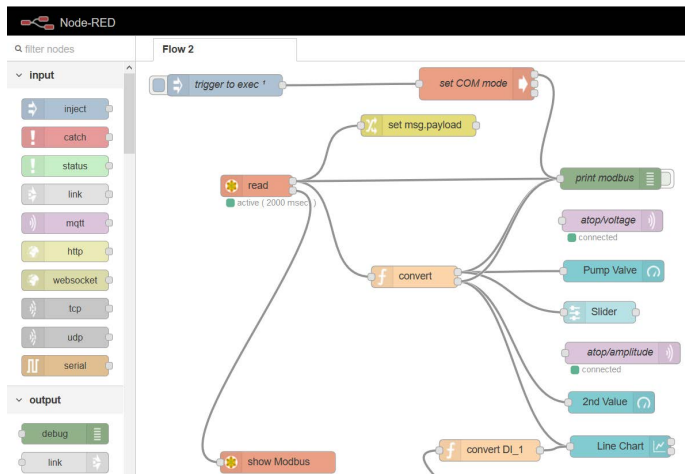 Node-RED
filter nodes
Flow 2
input
inject
catch
status
link
mqtt
http
websocket
tcp
udp
serial
output
debug
link
trigger to exec ¹
set COM mode
set msg.payload
read
active ( 2000 msec. )
print modbus
atop/voltage
connected
convert
Pump Valve
Slider
atop/amplitude
connected
2nd Value
convert DI_1
Line Chart
show Modbus